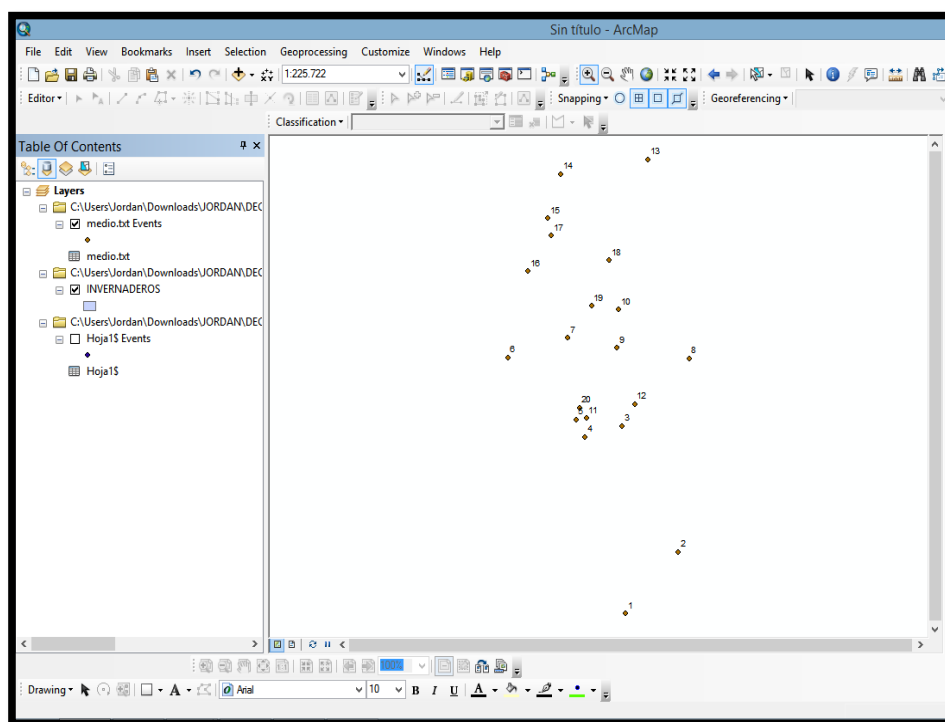 Sin título - ArcMap
File Edit View Bookmarks Insert Selection Geoprocessing Customize Windows Help
1:225.722
Editor Snapping Georeferencing
Classification
Table Of Contents
Layers
C:\Users\Jordan\Downloads\JORDAN\DEC
medio.txt Events
medio.txt
C:\Users\Jordan\Downloads\JORDAN\DEC
INVERNADEROS
C:\Users\Jordan\Downloads\JORDAN\DEC
Hoja1$ Events
Hoja1$
13
14
15
17
18
16
19 10
7
9
6 8
20 12
5 11
3
4
2
1
100%
Drawing A Arial 10 B I U A